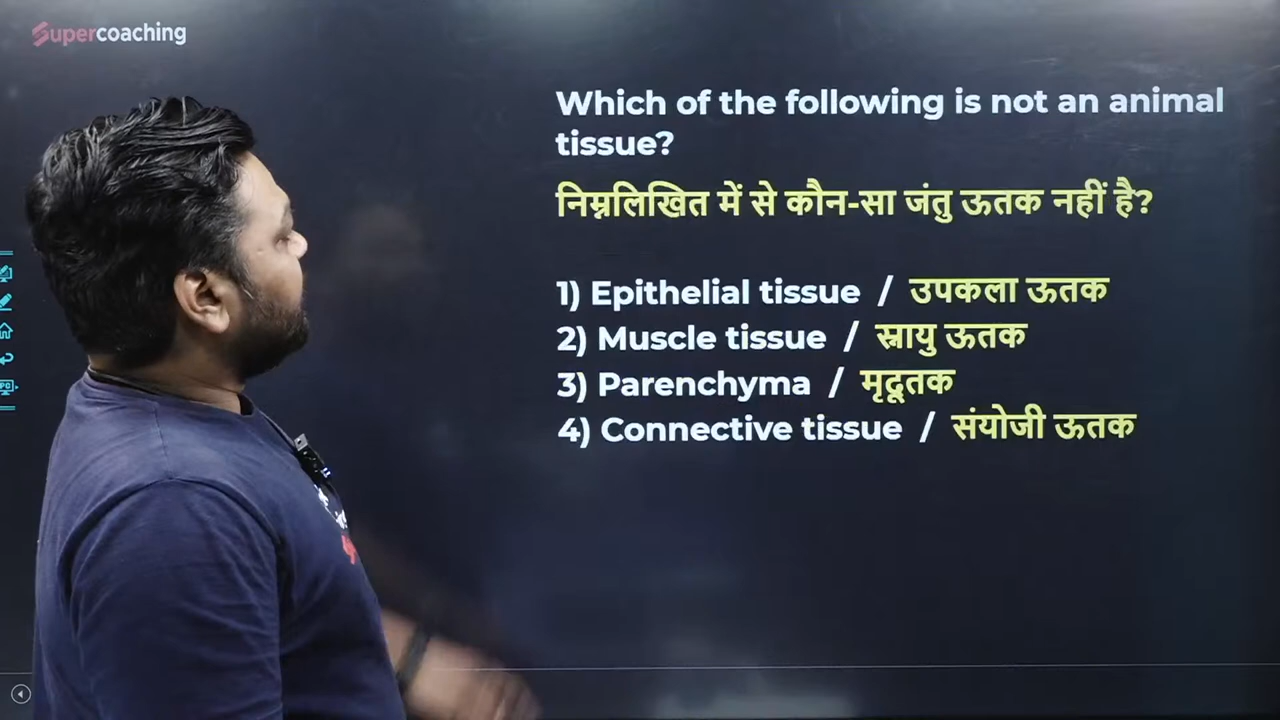 Supercoaching
Which of the following is not an animal
tissue?
निम्नलिखित में से कौन-सा जंतु ऊतक नहीं है?
1) Epithelial tissue / उपकला ऊतक
2) Muscle tissue / स्नायु ऊतक
3) Parenchyma / मृदूतक
4) Connective tissue / संयोजी ऊतक